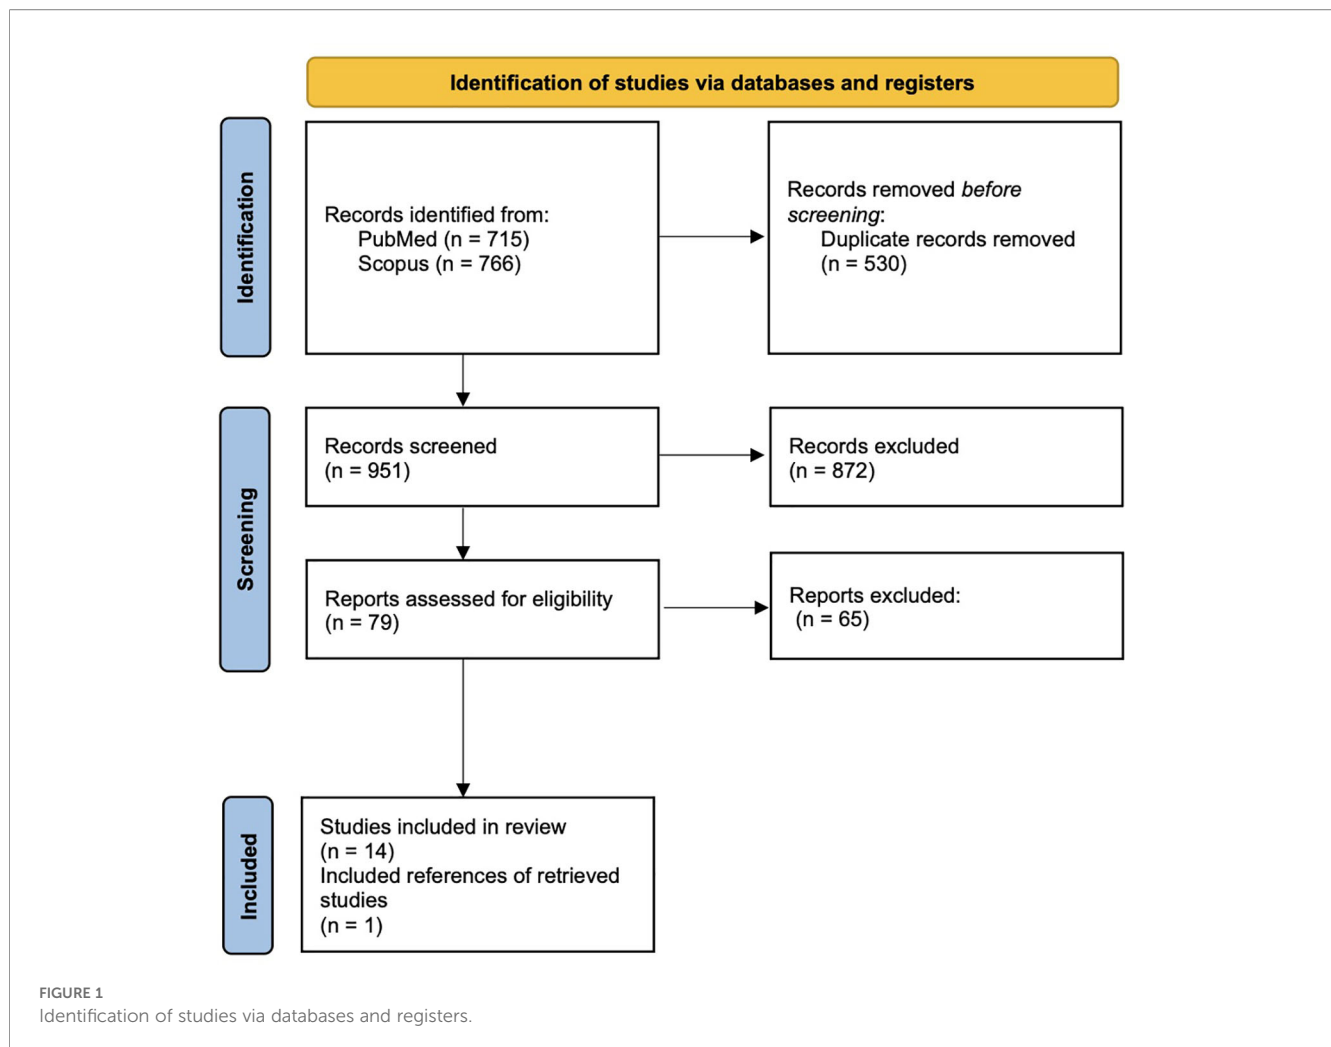 Identification of studies via databases and registers
Identification
Records identified from:
PubMed (n = 715)
Scopus (n = 766)
Records removed before
screening:
Duplicate records removed
(n = 530)
Screening
Records screened
(n = 951)
Records excluded
(n = 872)
Reports assessed for eligibility
(n = 79)
Reports excluded:
(n = 65)
Included
Studies included in review
(n = 14)
Included references of retrieved
studies
(n = 1)
FIGURE 1
Identification of studies via databases and registers.